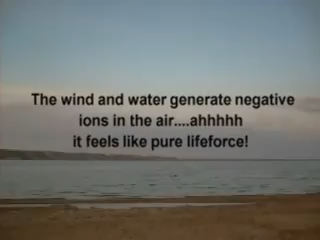 The wind and water generate negative
ions in the air....ahhhhh
it feels like pure lifeforce!